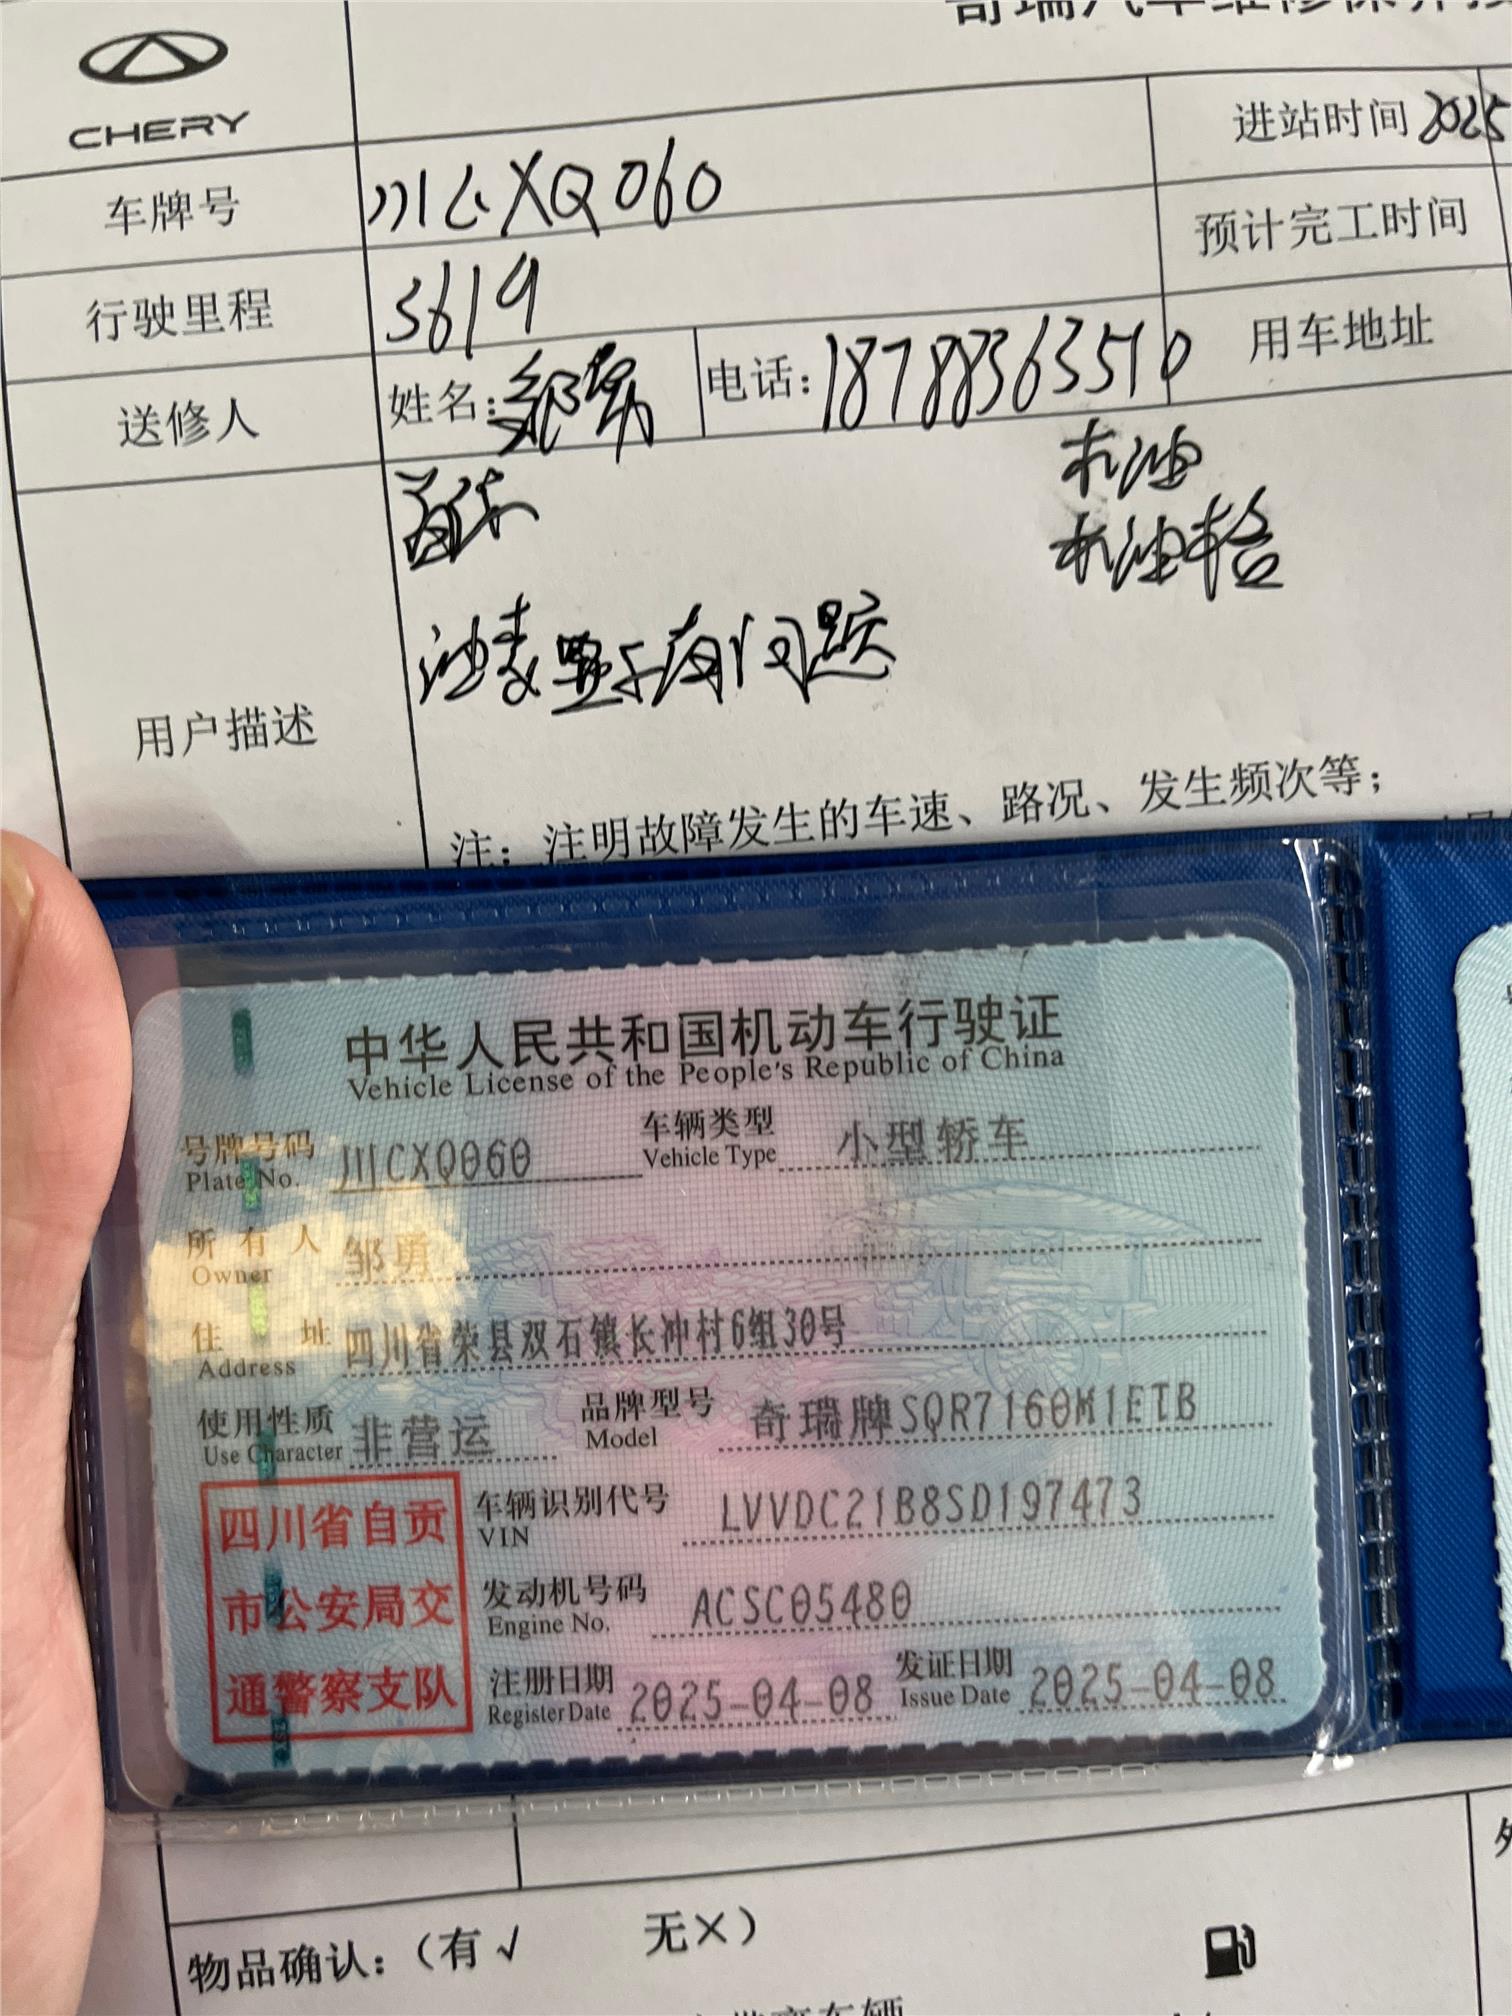 CHERY
进站时间 2025
车牌号 川C·XQ060
预计完工时间
行驶里程 3619
用车地址
送修人 姓名: 电话: 18788363510
首保
机油
机油格
油表显示有问题
用户描述
注：注明故障发生的车速、路况、发生频次等；
中华人民共和国机动车行驶证
Vehicle License of the People's Republic of China
号牌号码 川CXQ060 车辆类型 小型轿车
Plate No. Vehicle Type
所有人 邹勇
Owner
住址 四川省荣县双石镇长冲村6组30号
Address
使用性质 非营运 品牌型号 奇瑞牌SQR7160M1ETB
Use Character Model
四川省自贡
市公安局交
通警察支队
车辆识别代号 LVVDC21B8SD197473
VIN
发动机号码 ACSC05480
Engine No.
注册日期 2025-04-08 发证日期 2025-04-08
Register Date Issue Date
物品确认：（有√ 无×）